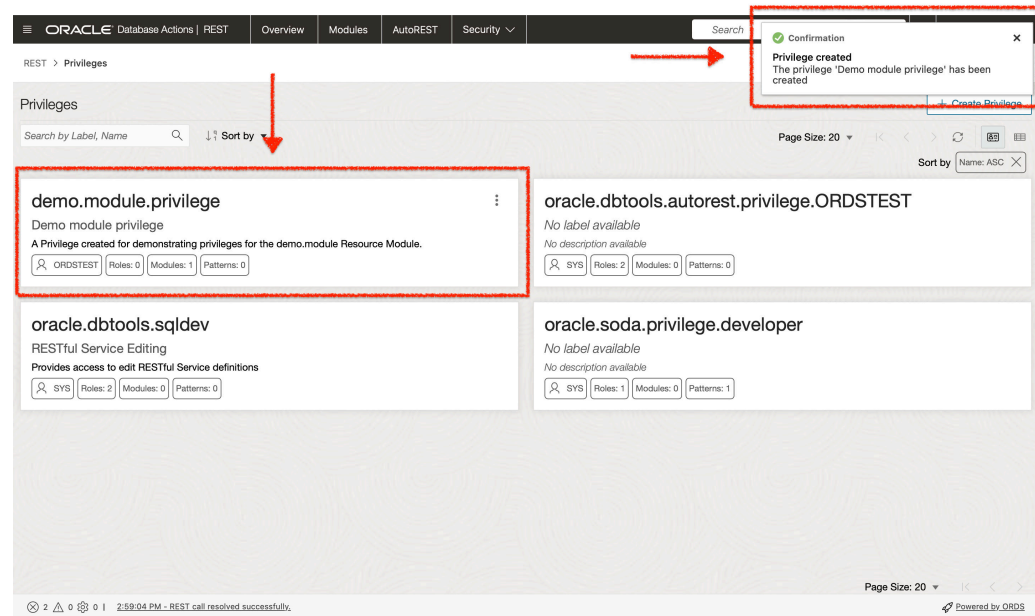 ORACLE Database Actions | REST
Overview
Modules
AutoREST
Security
Search
Confirmation
Privilege created
The privilege 'Demo module privilege' has been
created
REST > Privileges
Privileges
+ Create Privilege
Search by Label, Name
Sort by
Page Size: 20
Sort by Name: ASC
demo.module.privilege
Demo module privilege
A Privilege created for demonstrating privileges for the demo.module Resource Module.
ORDSTEST Roles: 0 Modules: 1 Patterns: 0
oracle.dbtools.autorest.privilege.ORDSTEST
No label available
No description available
SYS Roles: 2 Modules: 0 Patterns: 0
oracle.dbtools.sqldev
RESTful Service Editing
Provides access to edit RESTful Service definitions
SYS Roles: 2 Modules: 0 Patterns: 0
oracle.soda.privilege.developer
No label available
No description available
SYS Roles: 1 Modules: 0 Patterns: 1
Page Size: 20
2 0 0 | 2:59:04 PM - REST call resolved successfully.
Powered by ORDS